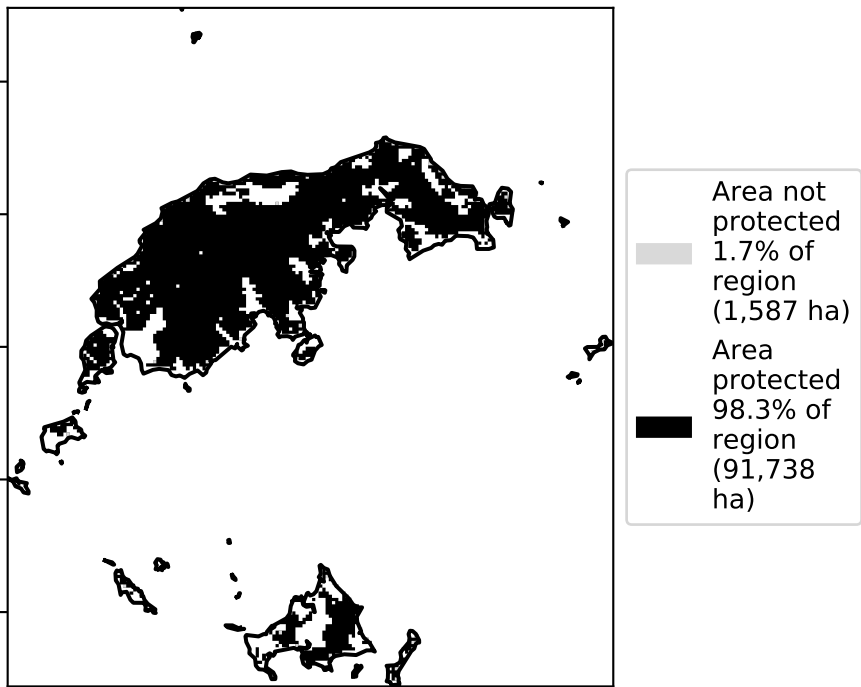 Area not
protected
1.7% of
region
(1,587 ha)
Area
protected
98.3% of
region
(91,738
ha)